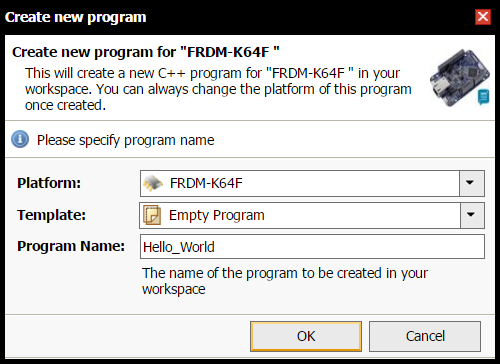 Create new program
Create new program for "FRDM-K64F "
This will create a new C++ program for "FRDM-K64F " in your
workspace. You can always change the platform of this program
once created.
Please specify program name
Platform: FRDM-K64F
Template: Empty Program
Program Name: Hello_World
The name of the program to be created in your
workspace
OK Cancel